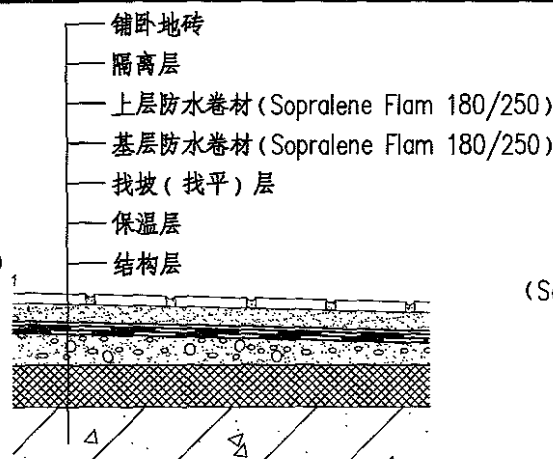 铺卧地砖
隔离层
上层防水卷材(Sopralene Flam 180/250)
基层防水卷材(Sopralene Flam 180/250)
找坡(找平)层
保温层
结构层
1
(S